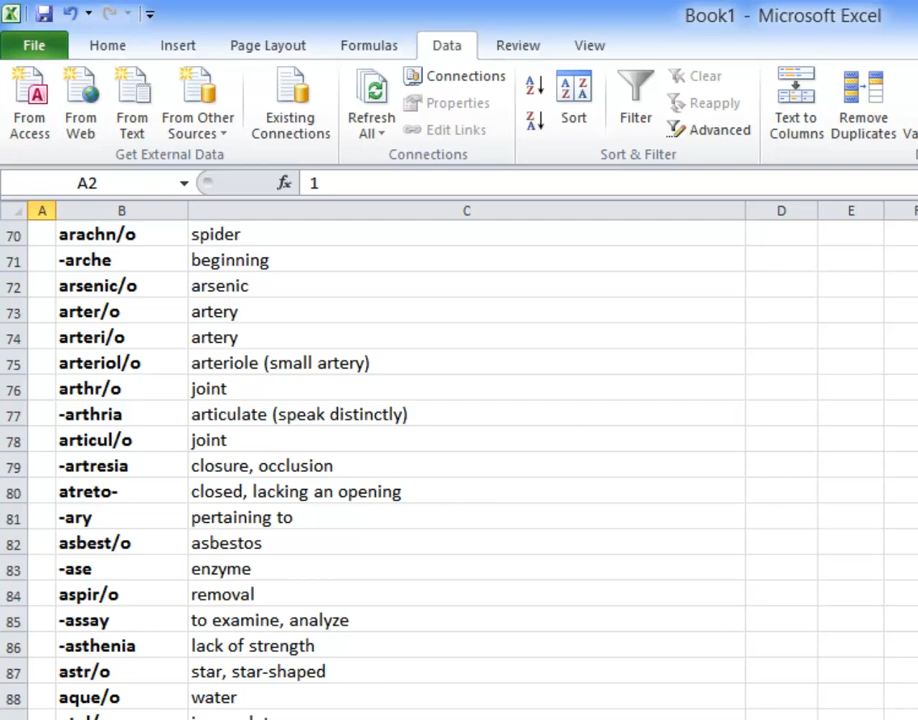 Book1 - Microsoft Excel
File Home Insert Page Layout Formulas Data Review View
From Access From Web From Text From Other Sources Existing Connections Refresh All Connections Properties Edit Links Sort Filter Clear Reapply Advanced Text to Columns Remove Duplicates Va
Get External Data Connections Sort & Filter
A2 fx 1
A B C D E F
70 arachn/o spider
71 -arche beginning
72 arsenic/o arsenic
73 arter/o artery
74 arteri/o artery
75 arteriol/o arteriole (small artery)
76 arthr/o joint
77 -arthria articulate (speak distinctly)
78 articul/o joint
79 -artresia closure, occlusion
80 atreto- closed, lacking an opening
81 -ary pertaining to
82 asbest/o asbestos
83 -ase enzyme
84 aspir/o removal
85 -assay to examine, analyze
86 -asthenia lack of strength
87 astr/o star, star-shaped
88 aque/o water